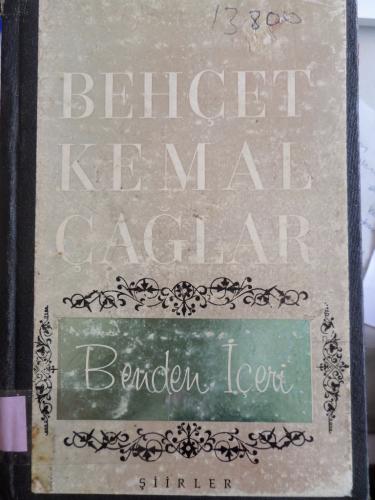 13800
BEHÇET
KEMAL
ÇAĞLAR
Benden İçeri
ŞİİRLER